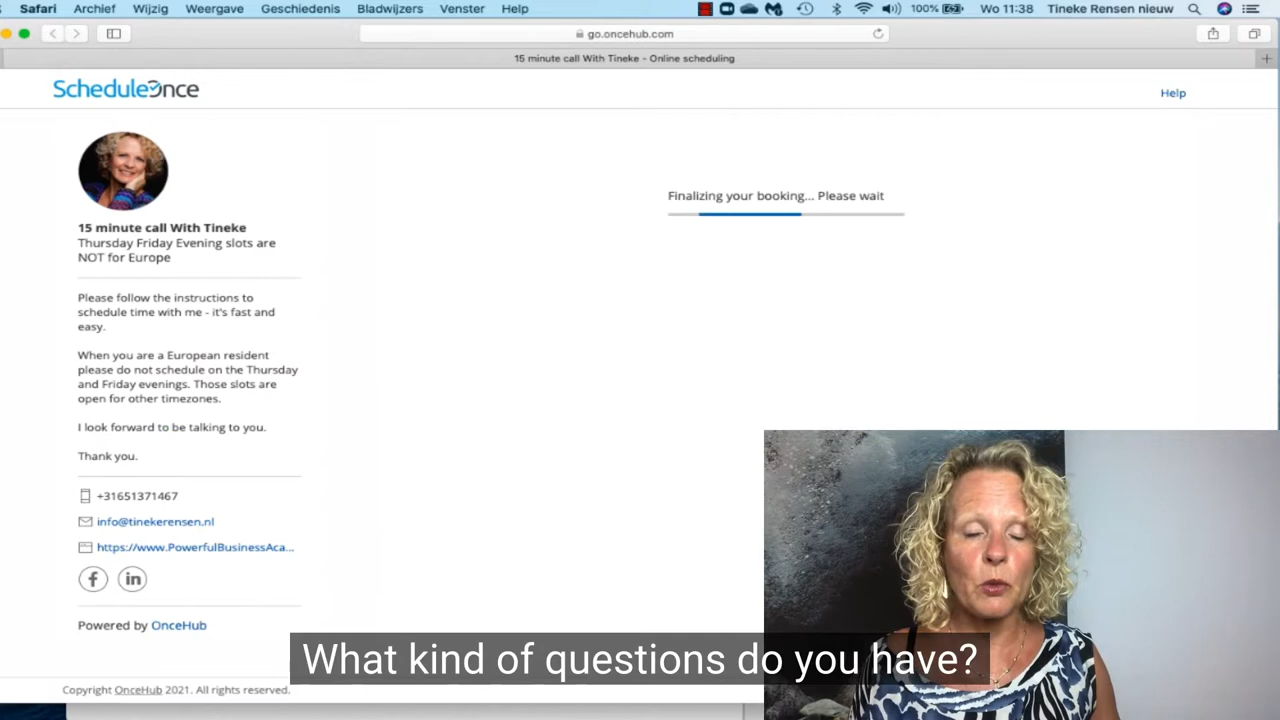 Safari Archief Wijzig Weergave Geschiedenis Bladwijzers Venster Help 100% Wo 11:38 Tineke Rensen nieuw
go.oncehub.com
15 minute call With Tineke - Online scheduling
ScheduleOnce
Help
Finalizing your booking... Please wait
15 minute call With Tineke
Thursday Friday Evening slots are
NOT for Europe
Please follow the instructions to
schedule time with me - it's fast and
easy.
When you are a European resident
please do not schedule on the Thursday
and Friday evenings. Those slots are
open for other timezones.
I look forward to be talking to you.
Thank you.
+31651371467
info@tinekerensen.nl
https://www.PowerfulBusinessAca...
f in
Powered by OnceHub
What kind of questions do you have?
Copyright OnceHub 2021. All rights reserved.